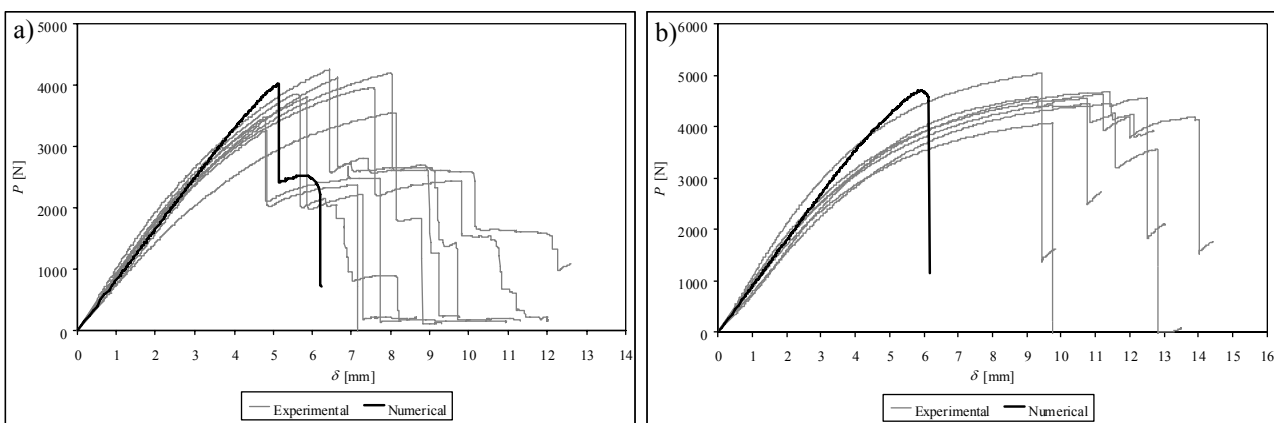 a)
P [N]
5000
4000
3000
2000
1000
0
0 1 2 3 4 5 6 7 8 9 10 11 12 13 14
δ [mm]
Experimental Numerical
b)
P [N]
6000
5000
4000
3000
2000
1000
0
0 1 2 3 4 5 6 7 8 9 10 11 12 13 14 15 16
δ [mm]
Experimental Numerical